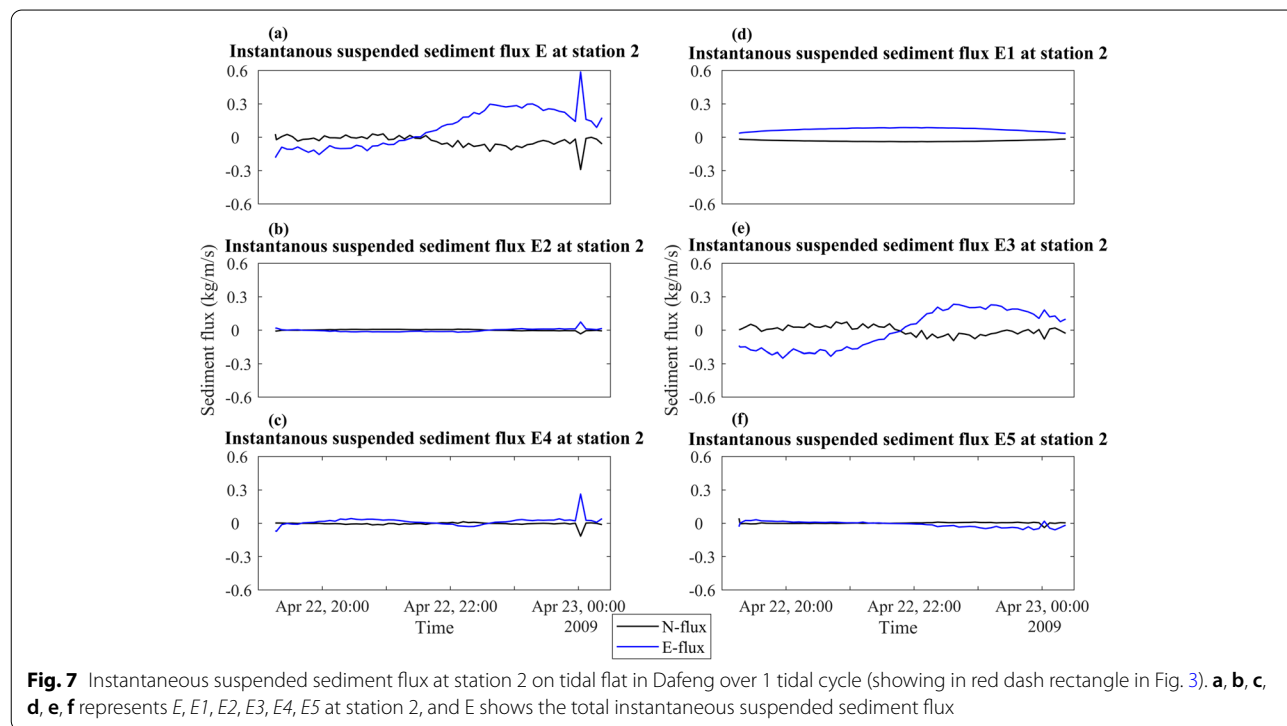 (a)
Instantanous suspended sediment flux E at station 2
0.6
0.3
0
-0.3
-0.6
(b)
Instantanous suspended sediment flux E2 at station 2
0.6
0.3
0
-0.3
-0.6
Sediment flux (kg/m/s)
(c)
Instantanous suspended sediment flux E4 at station 2
0.6
0.3
0
-0.3
-0.6
Apr 22, 20:00 Apr 22, 22:00 Apr 23, 00:00
Time 2009
(d)
Instantanous suspended sediment flux E1 at station 2
0.6
0.3
0
-0.3
-0.6
(e)
Instantanous suspended sediment flux E3 at station 2
0.6
0.3
0
-0.3
-0.6
(f)
Instantanous suspended sediment flux E5 at station 2
0.6
0.3
0
-0.3
-0.6
Apr 22, 20:00 Apr 22, 22:00 Apr 23, 00:00
Time 2009
N-flux
E-flux
Fig. 7 Instantaneous suspended sediment flux at station 2 on tidal flat in Dafeng over 1 tidal cycle (showing in red dash rectangle in Fig. 3). a, b, c,
d, e, f represents E, E1, E2, E3, E4, E5 at station 2, and E shows the total instantaneous suspended sediment flux